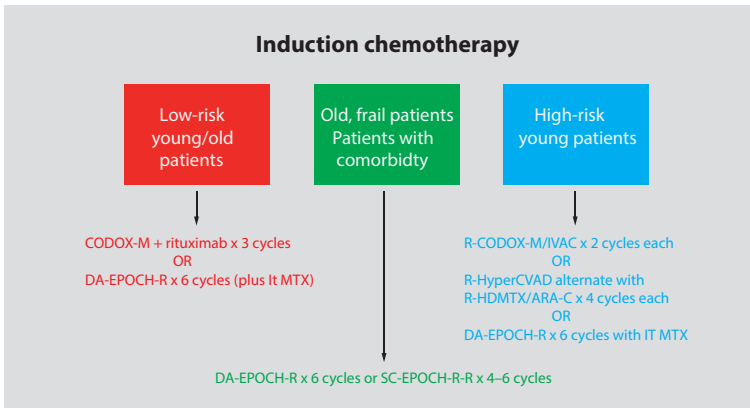 Induction chemotherapy
Low-risk
young/old
patients
Old, frail patients
Patients with
comorbidty
High-risk
young patients
CODOX-M + rituximab x 3 cycles
OR
DA-EPOCH-R x 6 cycles (plus It MTX)
R-CODOX-M/IVAC x 2 cycles each
OR
R-HyperCVAD alternate with
R-HDMTX/ARA-C x 4 cycles each
OR
DA-EPOCH-R x 6 cycles with IT MTX
DA-EPOCH-R x 6 cycles or SC-EPOCH-R-R x 4–6 cycles